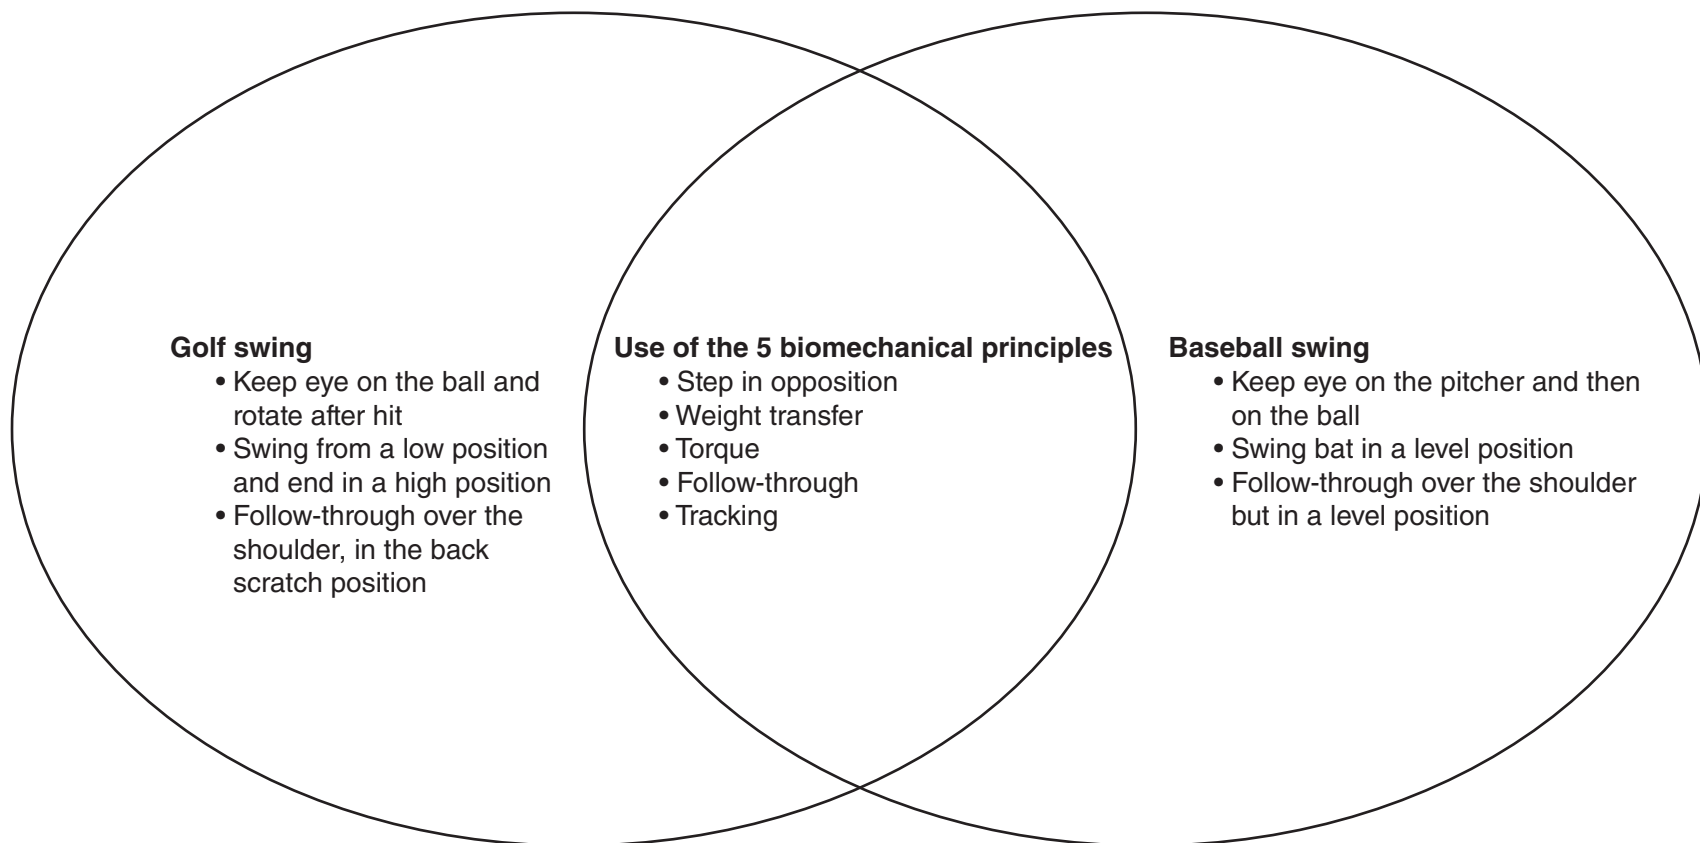 Golf swing
• Keep eye on the ball and
rotate after hit
• Swing from a low position
and end in a high position
• Follow-through over the
shoulder, in the back
scratch position
Use of the 5 biomechanical principles
• Step in opposition
• Weight transfer
• Torque
• Follow-through
• Tracking
Baseball swing
• Keep eye on the pitcher and then
on the ball
• Swing bat in a level position
• Follow-through over the shoulder
but in a level position